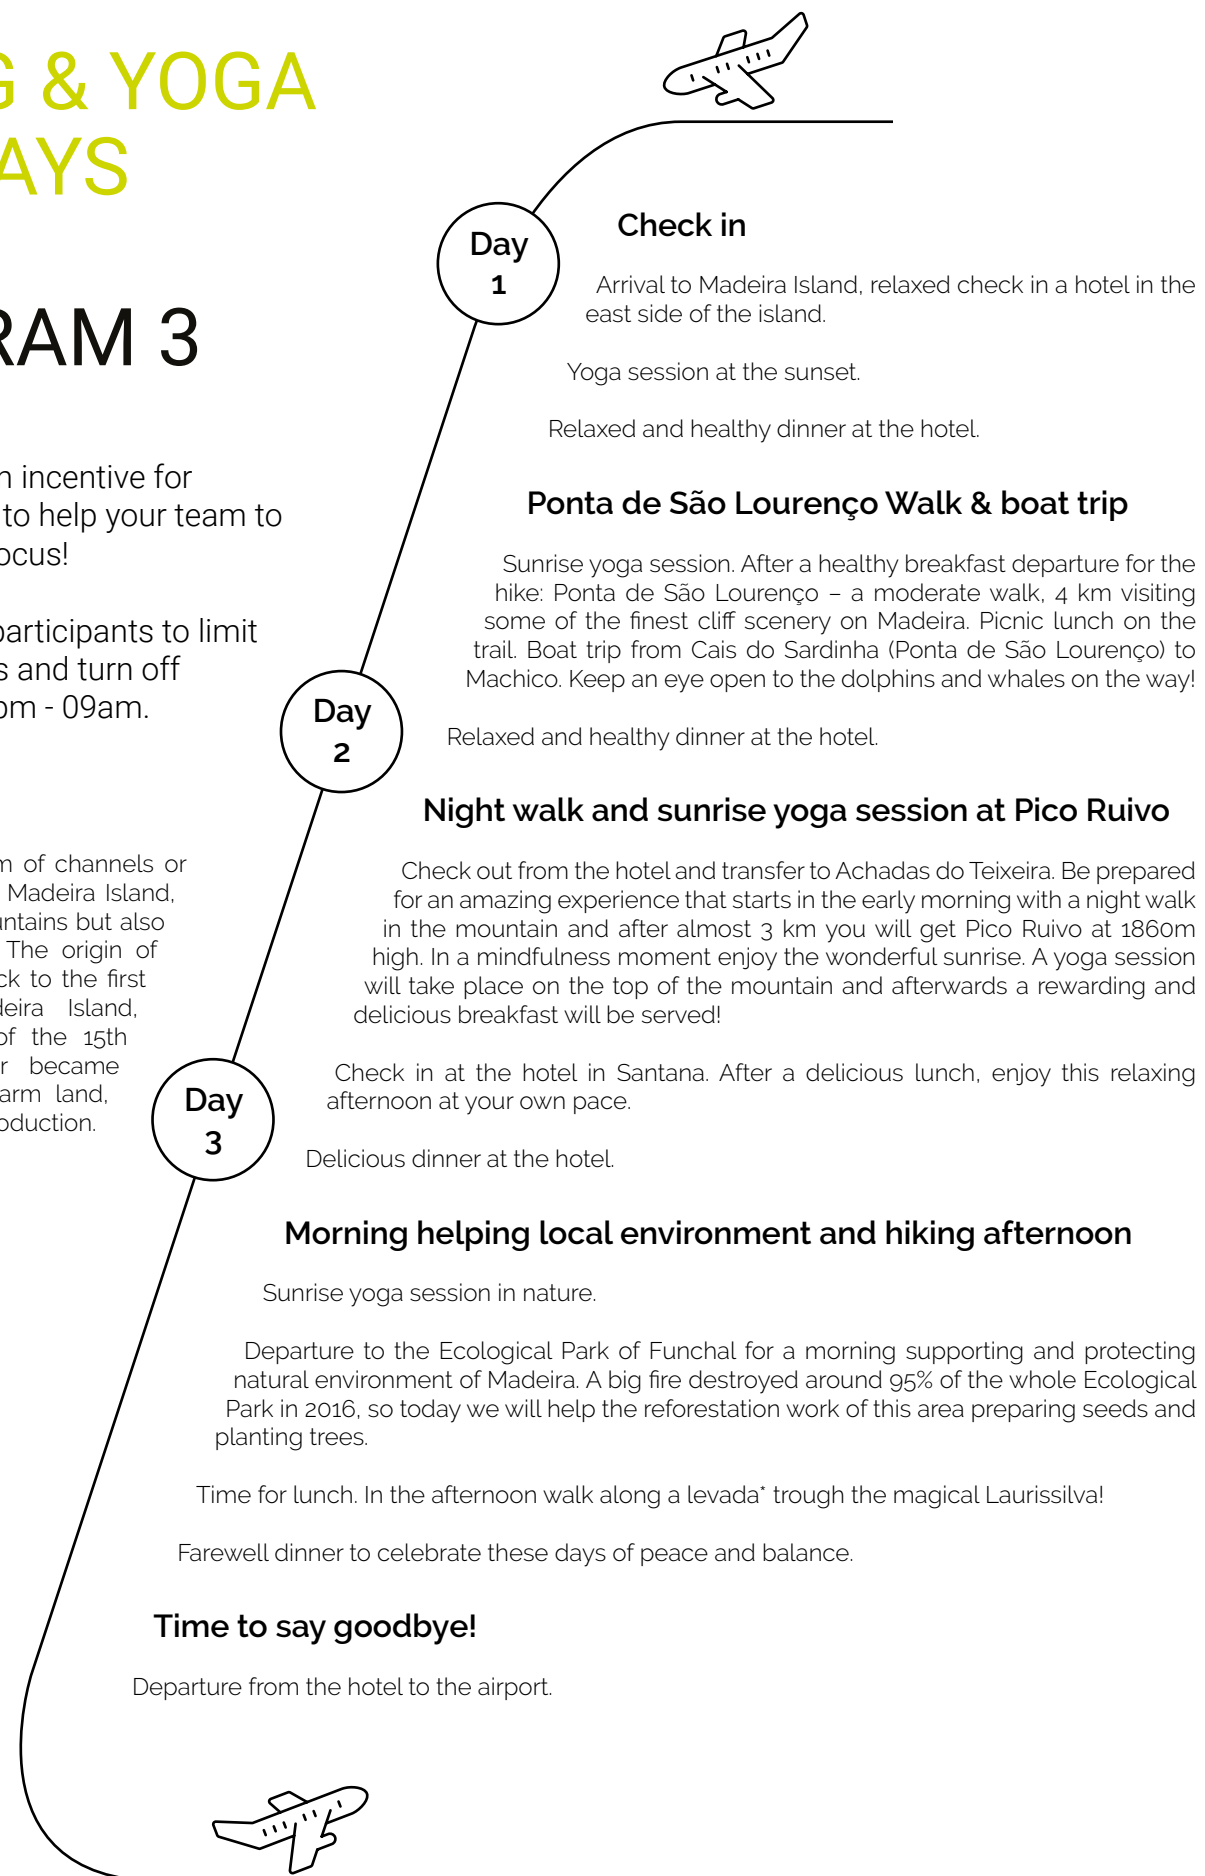 G & YOGA
AYS
RAM 3
n incentive for
to help your team to
ocus!
participants to limit
s and turn off
pm - 09am.
m of channels or
Madeira Island,
untains but also
The origin of
ck to the first
deira Island,
of the 15th
r became
arm land,
oduction.
Day
1
Check in
Arrival to Madeira Island, relaxed check in a hotel in the
east side of the island.
Yoga session at the sunset.
Relaxed and healthy dinner at the hotel.
Ponta de São Lourenço Walk & boat trip
Sunrise yoga session. After a healthy breakfast departure for the
hike: Ponta de São Lourenço – a moderate walk, 4 km visiting
some of the finest cliff scenery on Madeira. Picnic lunch on the
trail. Boat trip from Cais do Sardinha (Ponta de São Lourenço) to
Machico. Keep an eye open to the dolphins and whales on the way!
Day
2
Relaxed and healthy dinner at the hotel.
Night walk and sunrise yoga session at Pico Ruivo
Check out from the hotel and transfer to Achadas do Teixeira. Be prepared
for an amazing experience that starts in the early morning with a night walk
in the mountain and after almost 3 km you will get Pico Ruivo at 1860m
high. In a mindfulness moment enjoy the wonderful sunrise. A yoga session
will take place on the top of the mountain and afterwards a rewarding and
delicious breakfast will be served!
Day
3
Check in at the hotel in Santana. After a delicious lunch, enjoy this relaxing
afternoon at your own pace.
Delicious dinner at the hotel.
Morning helping local environment and hiking afternoon
Sunrise yoga session in nature.
Departure to the Ecological Park of Funchal for a morning supporting and protecting
natural environment of Madeira. A big fire destroyed around 95% of the whole Ecological
Park in 2016, so today we will help the reforestation work of this area preparing seeds and
planting trees.
Time for lunch. In the afternoon walk along a levada* trough the magical Laurissilva!
Farewell dinner to celebrate these days of peace and balance.
Time to say goodbye!
Departure from the hotel to the airport.